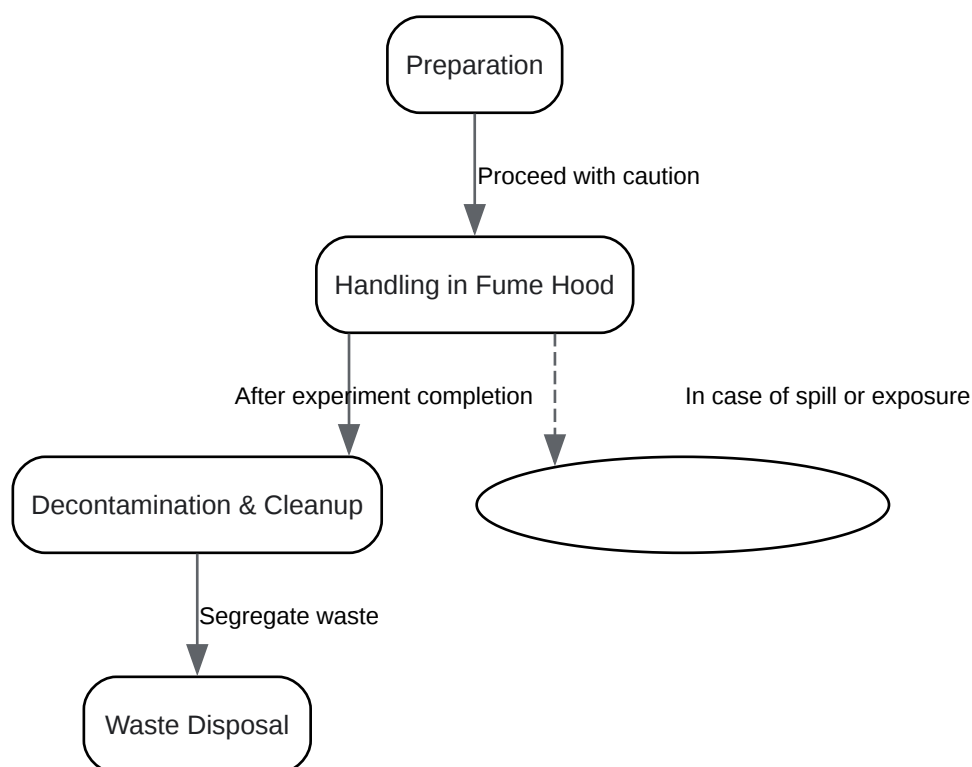 Preparation
Proceed with caution
Handling in Fume Hood
After experiment completion
In case of spill or exposure
Decontamination & Cleanup
Segregate waste
Waste Disposal